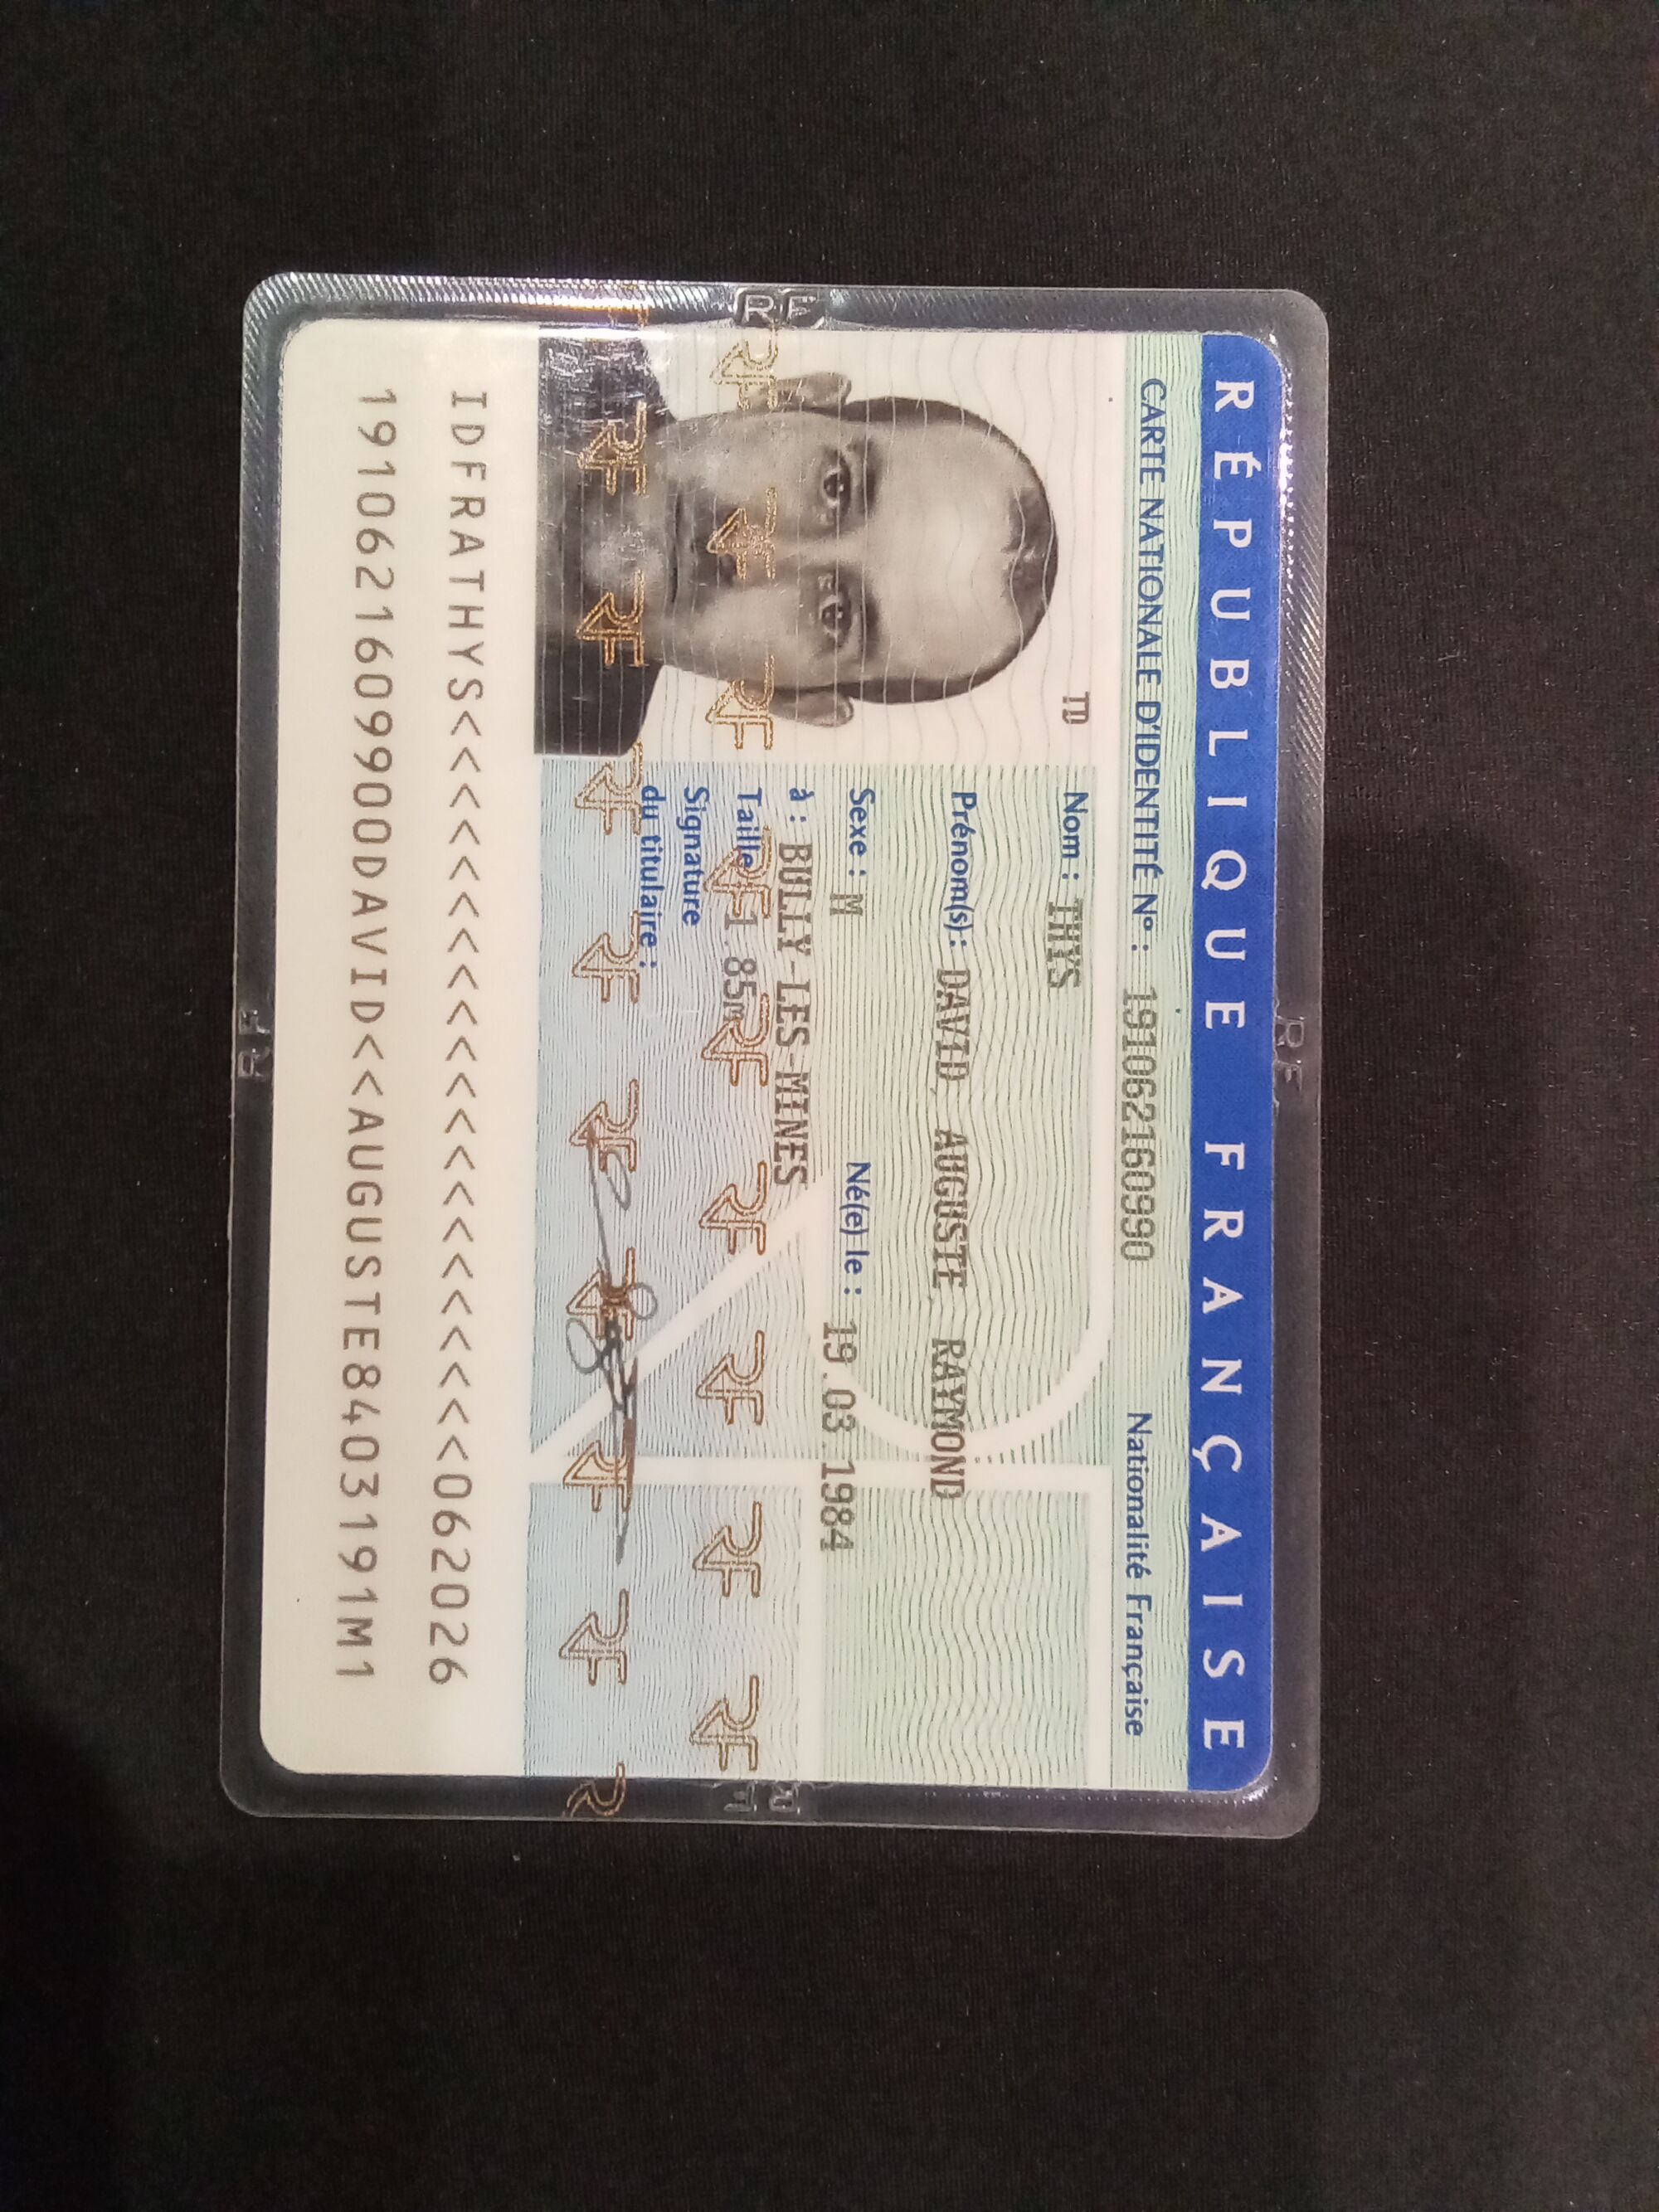 RÉPUBLIQUE FRANÇAISE
CARTE NATIONALE D'IDENTITÉ N° : 191062160990 Nationalité Française
TD
Nom : THYS
Prénom(s) : DAVID, AUGUSTE, RAYMOND
Sexe : M Né(e) le : 19.03.1984
à : BULLY-LES-MINES
Taille : 1.85m
Signature
du titulaire :
IDFRATHYS<<<<<<<<<<<<<<<<<<<<<062026
1910621609900DAVID<<AUGUSTE8403191M1